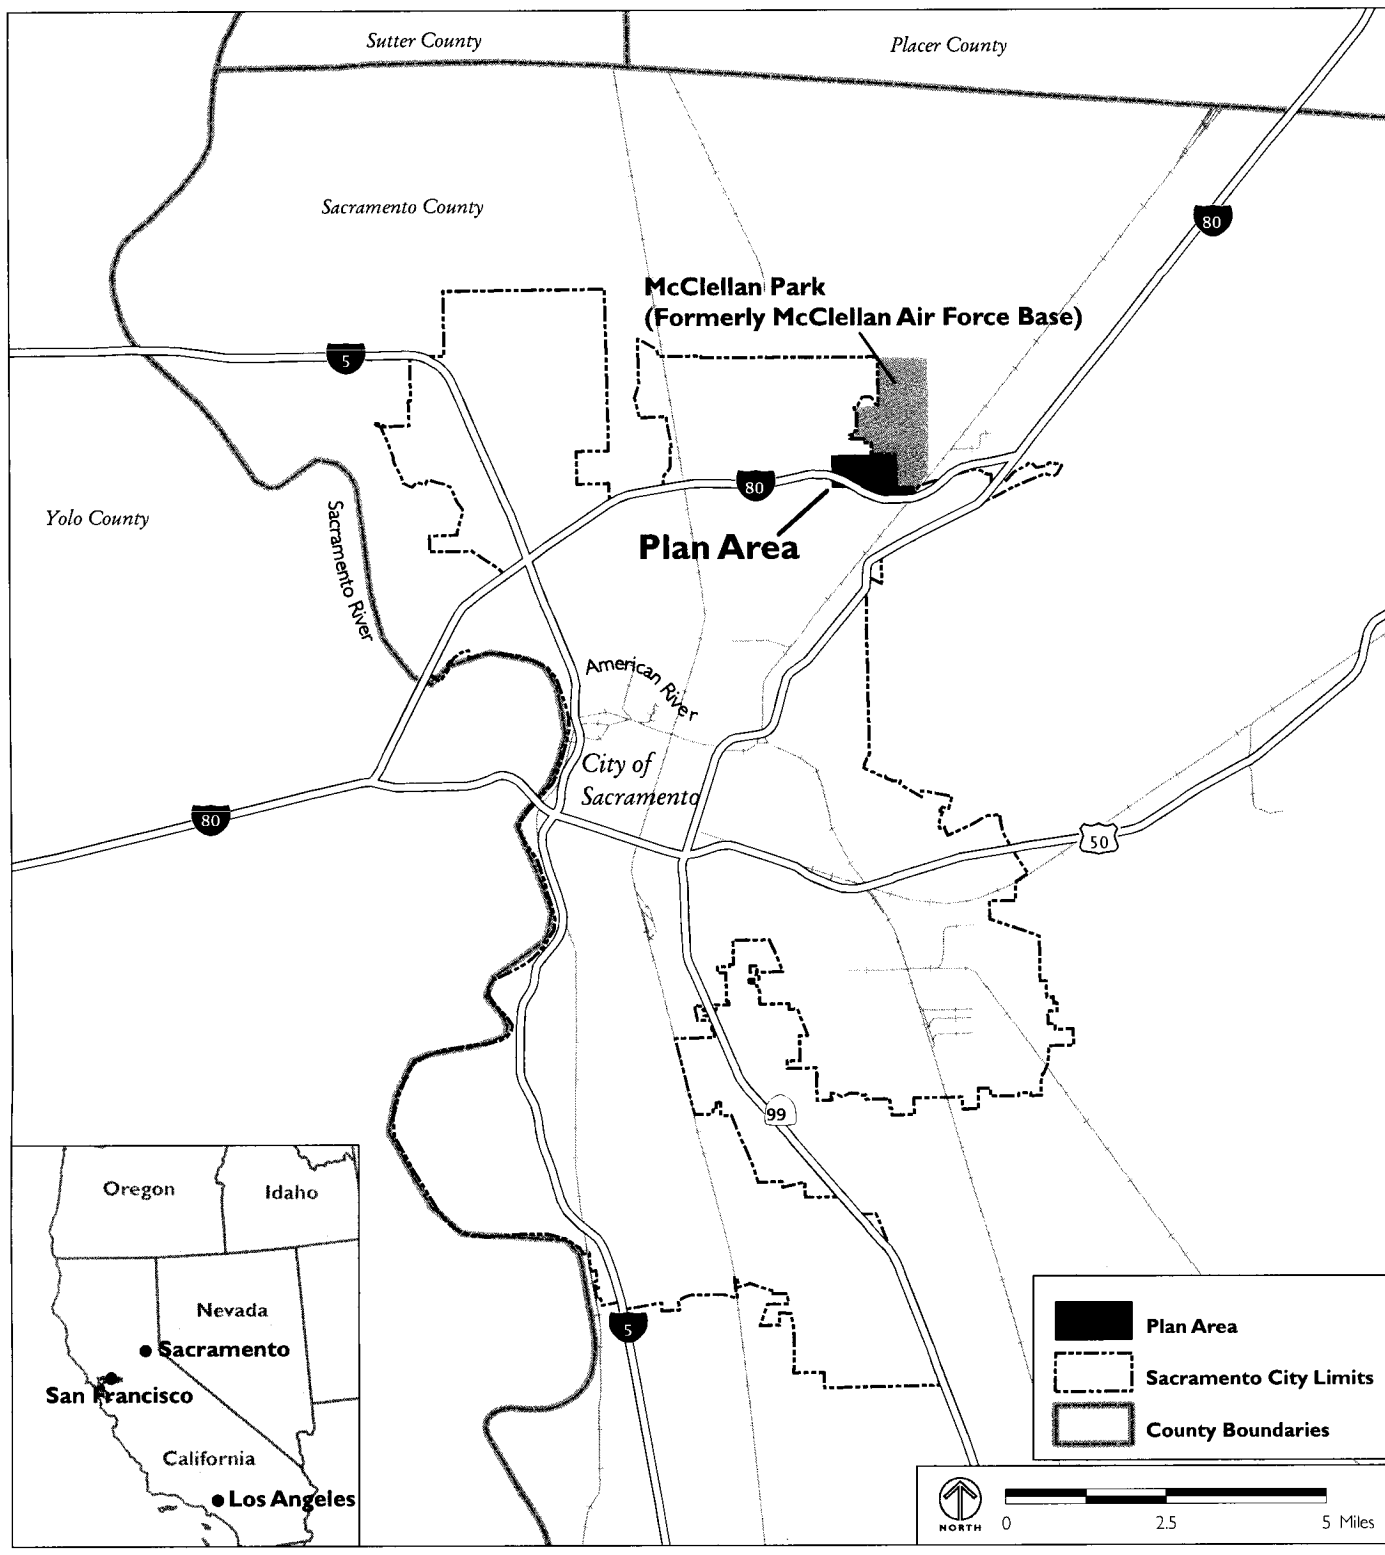 Sutter County
Placer County
Sacramento County
80
McClellan Park
(Formerly McClellan Air Force Base)
5
80
Yolo County
Sacramento River
Plan Area
American River
City of
Sacramento
80
50
99
Oregon
Idaho
Nevada
Sacramento
San Francisco
California
Los Angeles
5
Plan Area
Sacramento City Limits
County Boundaries
NORTH
0
2.5
5 Miles